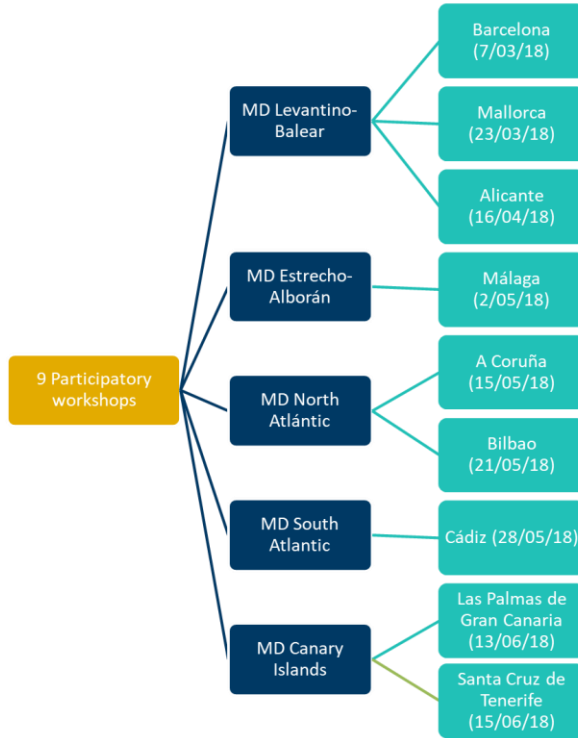 9 Participatory
workshops
MD Levantino-
Balear
Barcelona
(7/03/18)
Mallorca
(23/03/18)
Alicante
(16/04/18)
MD Estrecho-
Alborán
Málaga
(2/05/18)
MD North
Atlántic
A Coruña
(15/05/18)
Bilbao
(21/05/18)
MD South
Atlantic
Cádiz (28/05/18)
MD Canary
Islands
Las Palmas de
Gran Canaria
(13/06/18)
Santa Cruz de
Tenerife
(15/06/18)